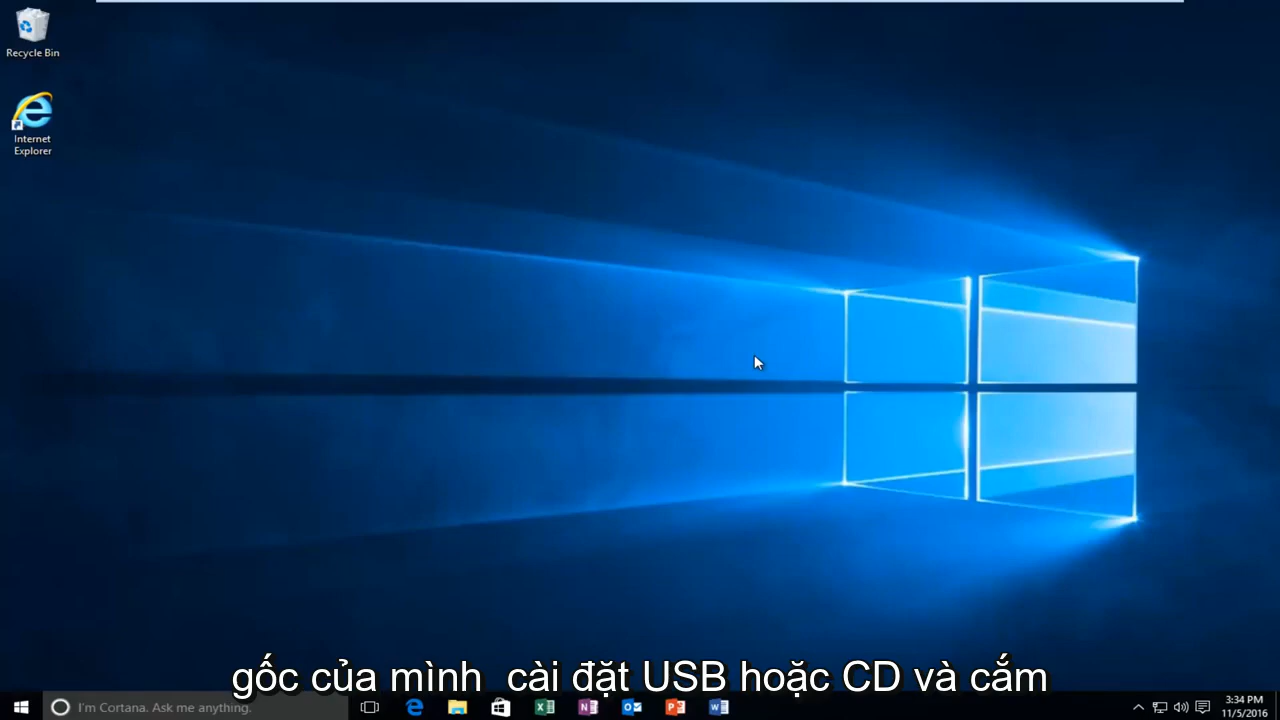 Recycle Bin
Internet
Explorer
gốc của mình  cài đặt USB hoặc CD và cắm
I'm Cortana. Ask me anything.
3:34 PM
11/5/2016